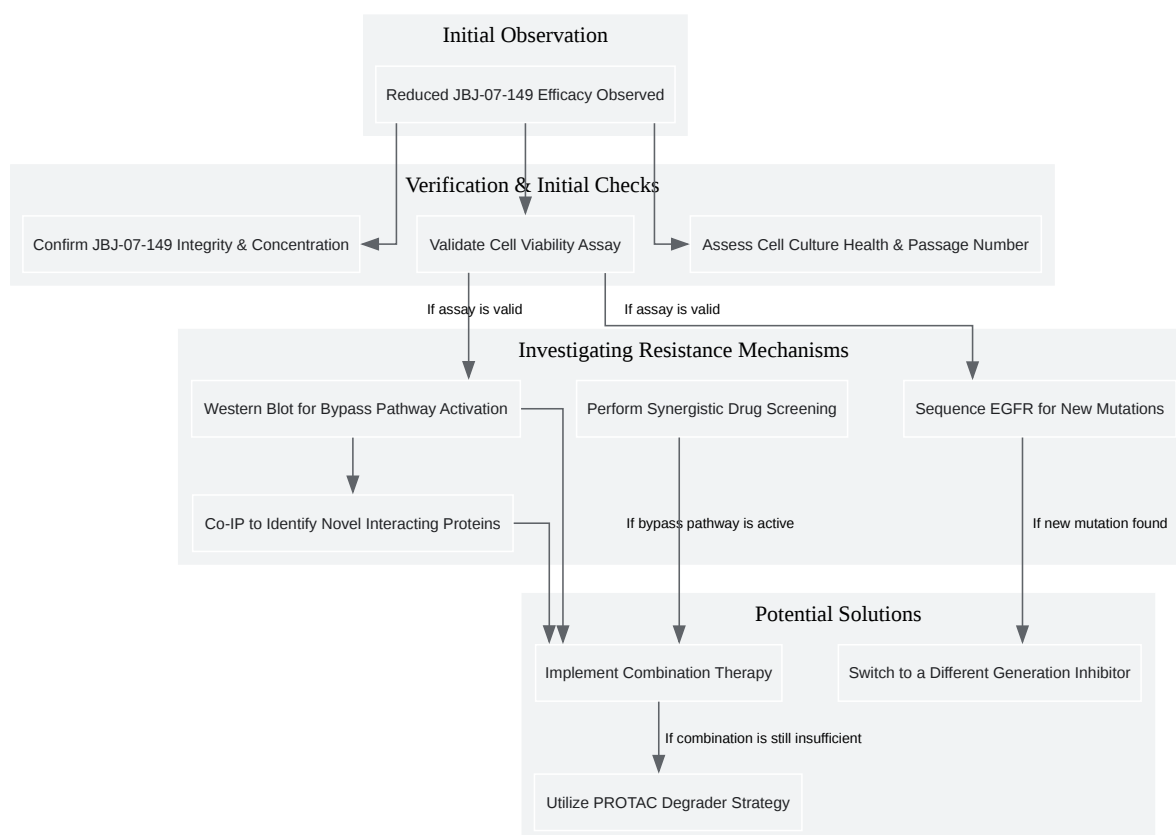 Initial Observation
Reduced JBJ-07-149 Efficacy Observed
Verification & Initial Checks
Confirm JBJ-07-149 Integrity & Concentration
Validate Cell Viability Assay
Assess Cell Culture Health & Passage Number
If assay is valid
If assay is valid
Investigating Resistance Mechanisms
Western Blot for Bypass Pathway Activation
Perform Synergistic Drug Screening
Sequence EGFR for New Mutations
Co-IP to Identify Novel Interacting Proteins
If bypass pathway is active
If new mutation found
Potential Solutions
Implement Combination Therapy
Switch to a Different Generation Inhibitor
If combination is still insufficient
Utilize PROTAC Degrader Strategy